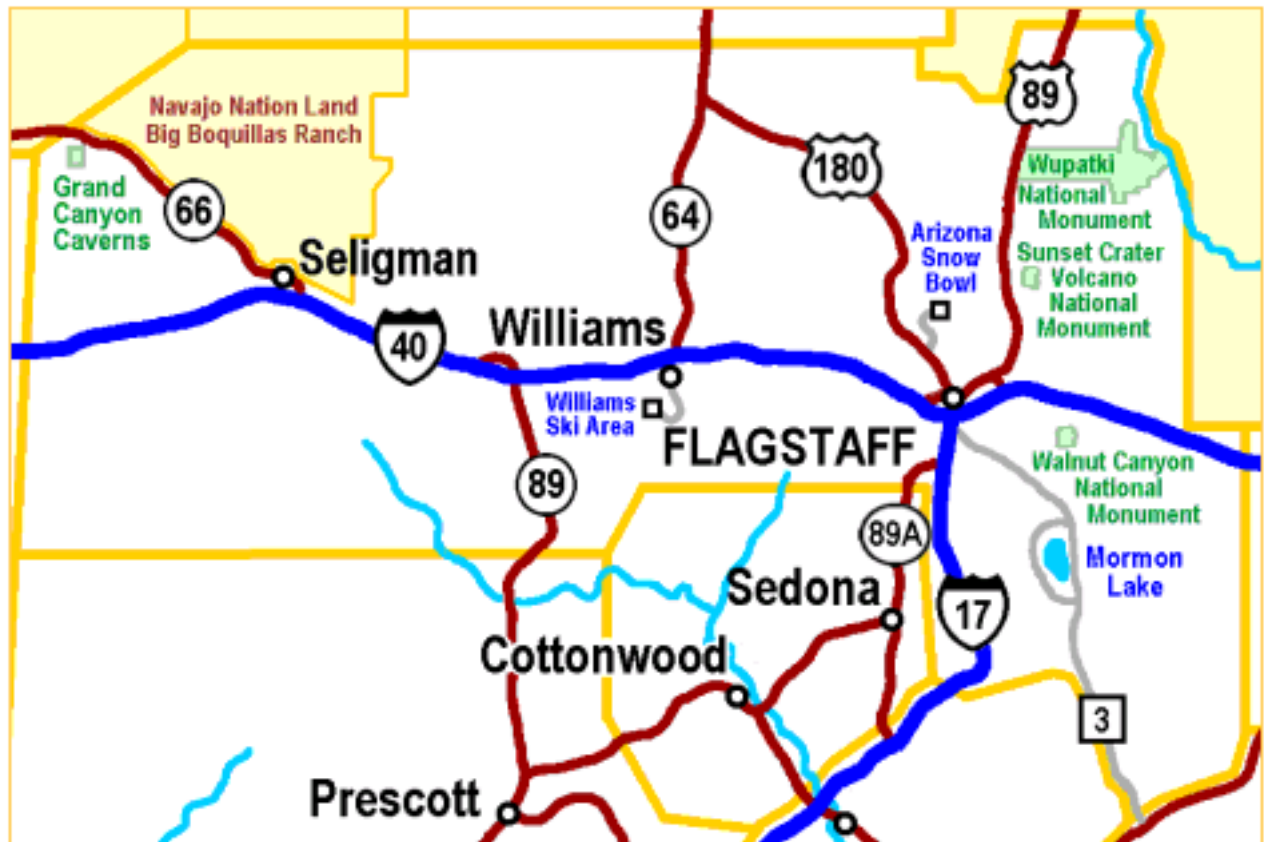 89
Navajo Nation Land
Big Boquillas Ranch
180
Wupatki
National
Monument
Grand
Canyon
Caverns
66
64
Arizona
Snow
Bowl
Sunset Crater
Volcano
National
Monument
Seligman
Williams
40
Williams
Ski Area
FLAGSTAFF
Walnut Canyon
National
Monument
89
89A
Mormon
Lake
Sedona
17
Cottonwood
3
Prescott